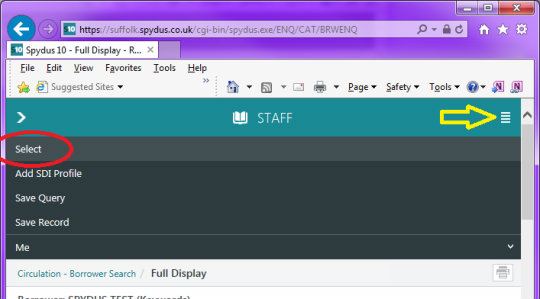 https://suffolk.spydus.co.uk/cgi-bin/spydus.exe/ENQ/CAT/BRWENQ
10 Spydus 10 - Full Display - R... ×
File Edit View Favorites Tools Help
Suggested Sites
Page Safety Tools
STAFF
Select
Add SDI Profile
Save Query
Save Record
Me
Circulation - Borrower Search / Full Display
Borrower: SPYDUS TEST (Keywords)